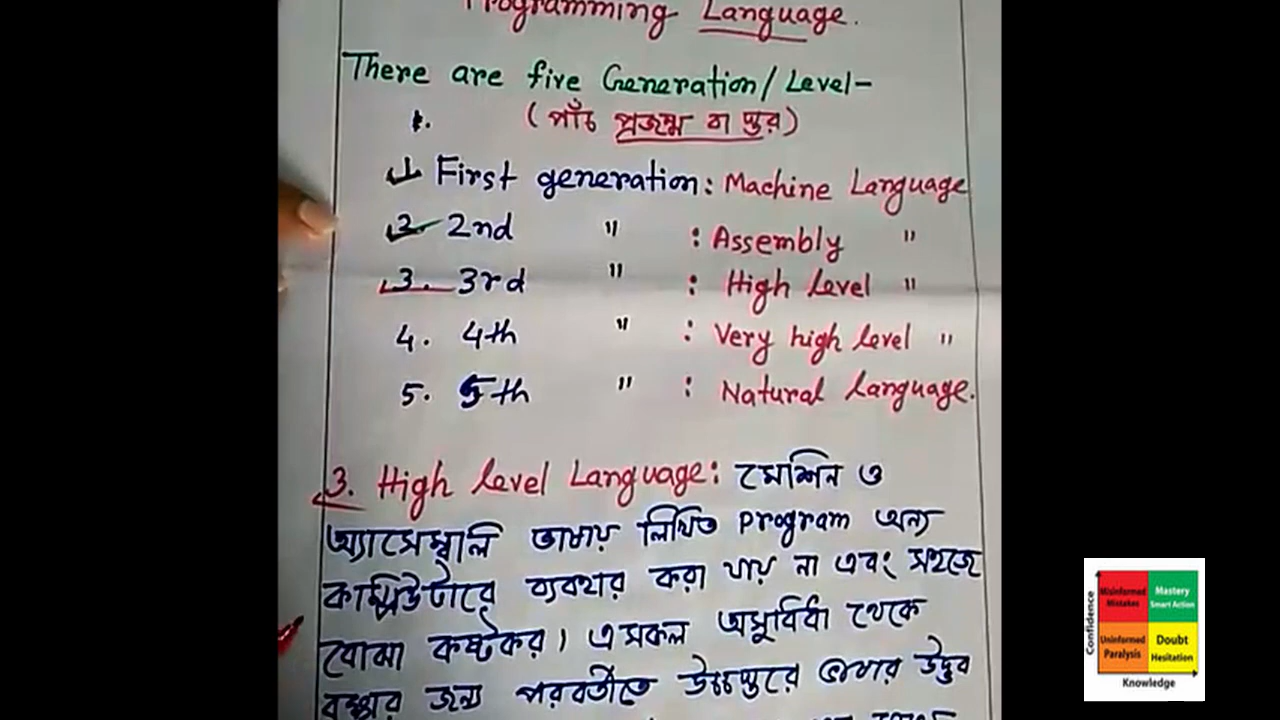 Programming Language.
There are five Generation/Level-
(পাঁচ প্রজন্ম বা স্তর)
1.
1. First generation: Machine Language
2. 2nd " : Assembly "
3. 3rd " : High level "
4. 4th " : Very high level "
5. 5th " : Natural Language.
3. High level Language: মেশিন ও
অ্যাসেম্বলি ভাষায় লিখিত program অন্য
কম্পিউটারে ব্যবহার করা যায় না এবং সহজে
বোঝা কষ্টকর। এ সকল অসুবিধা থেকে
জন্য পরবর্তীতে উচ্চস্তরের ভাষার উদ্ভব
Confidence
Misinformed
Mistakes
Mastery
Smart Action
Uninformed
Paralysis
Doubt
Hesitation
Knowledge